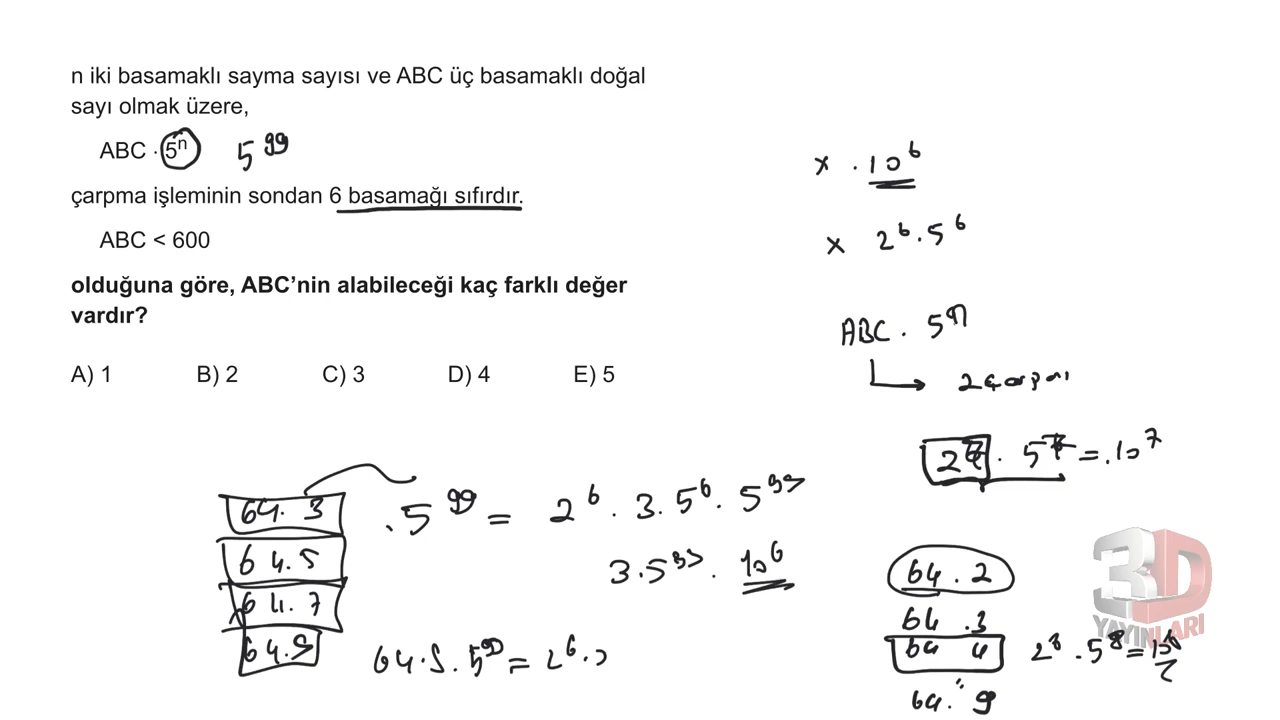 n iki basamaklı sayma sayısı ve ABC üç basamaklı doğal
sayı olmak üzere,
ABC · 5ⁿ 5⁹⁹
çarpma işleminin sondan 6 basamağı sıfırdır.
ABC < 600
olduğuna göre, ABC’nin alabileceği kaç farklı değer
vardır?
A) 1 B) 2 C) 3 D) 4 E) 5
x . 10⁶
x 2⁶ . 5⁶
ABC . 5ⁿ
2 çarpanı
= .10⁷
64 . 3 . 5⁹⁹ = 2⁶ . 3 . 5⁶ . 5⁹³
64 . 5
64 . 7
64 . 9
3 . 5⁹³ . 10⁶
64 . 9 . 5⁹⁹ = 2⁶ .
64 . 2
64 . 3
64 4 2⁸ . 5⁸ =
64 . 9
3D
YAYINLARI